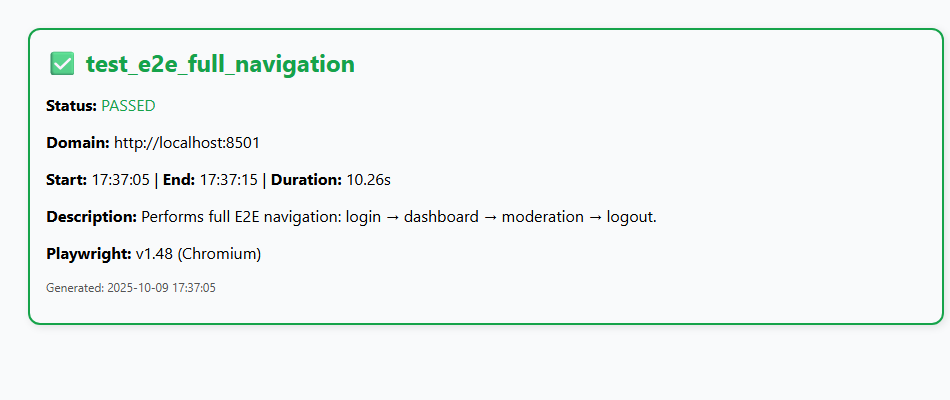 ✅ test_e2e_full_navigation
Status: PASSED
Domain: http://localhost:8501
Start: 17:37:05 | End: 17:37:15 | Duration: 10.26s
Description: Performs full E2E navigation: login → dashboard → moderation → logout.
Playwright: v1.48 (Chromium)
Generated: 2025-10-09 17:37:05